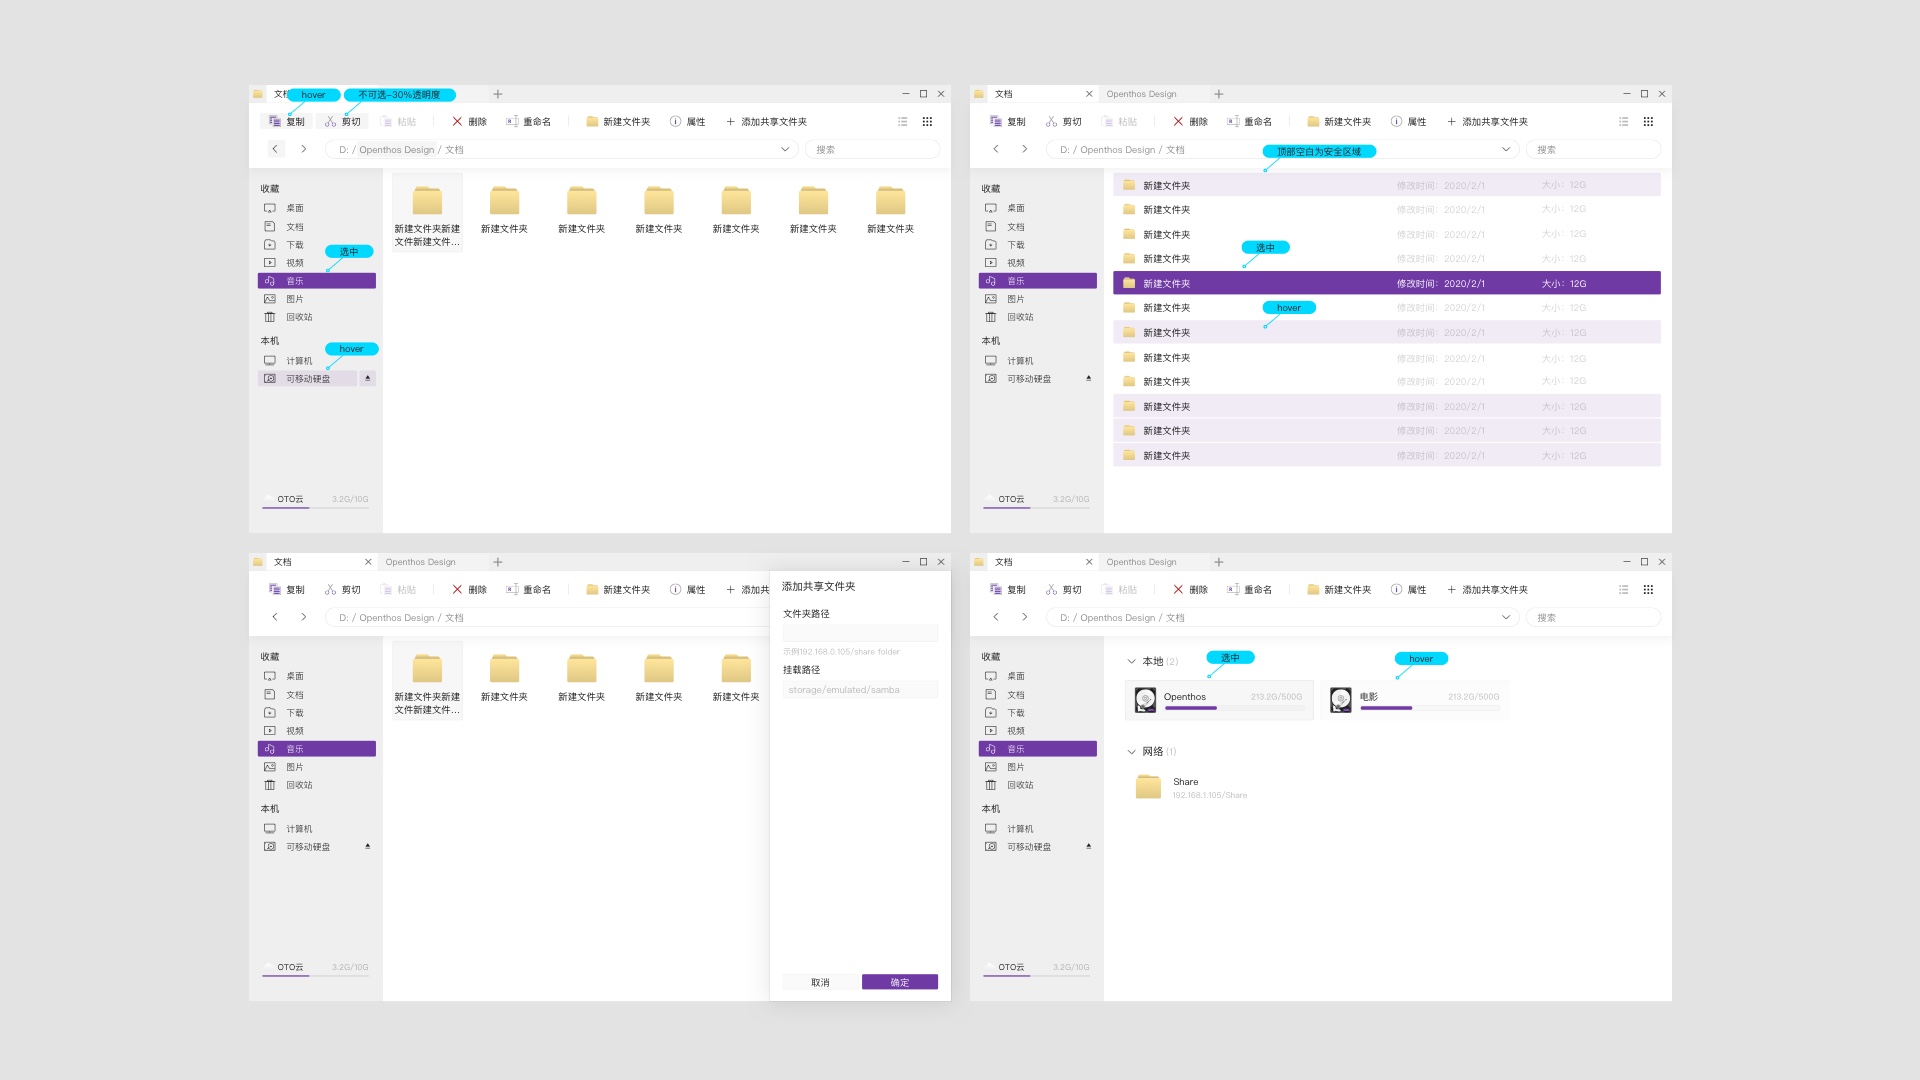 文档
hover
不可选-30%透明度
复制
剪切
粘贴
删除
重命名
新建文件夹
属性
添加共享文件夹
D: / Openthos Design / 文档
搜索
收藏
桌面
文档
下载
选中
视频
音乐
图片
回收站
本机
hover
计算机
可移动硬盘
OTO云 3.2G/10G
新建文件夹新建
文件新建文件...
新建文件夹
新建文件夹
新建文件夹
新建文件夹
新建文件夹
新建文件夹
文档
Openthos Design
复制
剪切
粘贴
删除
重命名
新建文件夹
属性
添加共享文件夹
D: / Openthos Design / 文档
搜索
顶部空白为安全区域
收藏
桌面
文档
下载
视频
音乐
图片
回收站
本机
计算机
可移动硬盘
OTO云 3.2G/10G
新建文件夹 修改时间：2020/2/1 大小：12G
新建文件夹 修改时间：2020/2/1 大小：12G
新建文件夹 修改时间：2020/2/1 大小：12G
选中
新建文件夹 修改时间：2020/2/1 大小：12G
新建文件夹 修改时间：2020/2/1 大小：12G
hover
新建文件夹 修改时间：2020/2/1 大小：12G
新建文件夹 修改时间：2020/2/1 大小：12G
新建文件夹 修改时间：2020/2/1 大小：12G
新建文件夹 修改时间：2020/2/1 大小：12G
新建文件夹 修改时间：2020/2/1 大小：12G
新建文件夹 修改时间：2020/2/1 大小：12G
新建文件夹 修改时间：2020/2/1 大小：12G
文档
Openthos Design
复制
剪切
粘贴
删除
重命名
新建文件夹
属性
添加共
D: / Openthos Design / 文档
收藏
桌面
文档
下载
视频
音乐
图片
回收站
本机
计算机
可移动硬盘
OTO云 3.2G/10G
新建文件夹新建
文件新建文件...
新建文件夹
新建文件夹
新建文件夹
新建文件夹
添加共享文件夹
文件夹路径
示例192.168.0.105/share folder
挂载路径
storage/emulated/samba
取消
确定
文档
Openthos Design
复制
剪切
粘贴
删除
重命名
新建文件夹
属性
添加共享文件夹
D: / Openthos Design / 文档
搜索
收藏
桌面
文档
下载
视频
音乐
图片
回收站
本机
计算机
可移动硬盘
OTO云 3.2G/10G
本地 (2)
选中
hover
Openthos 213.2G/500G
电影 213.2G/500G
网络 (1)
Share
192.168.1.105/Share